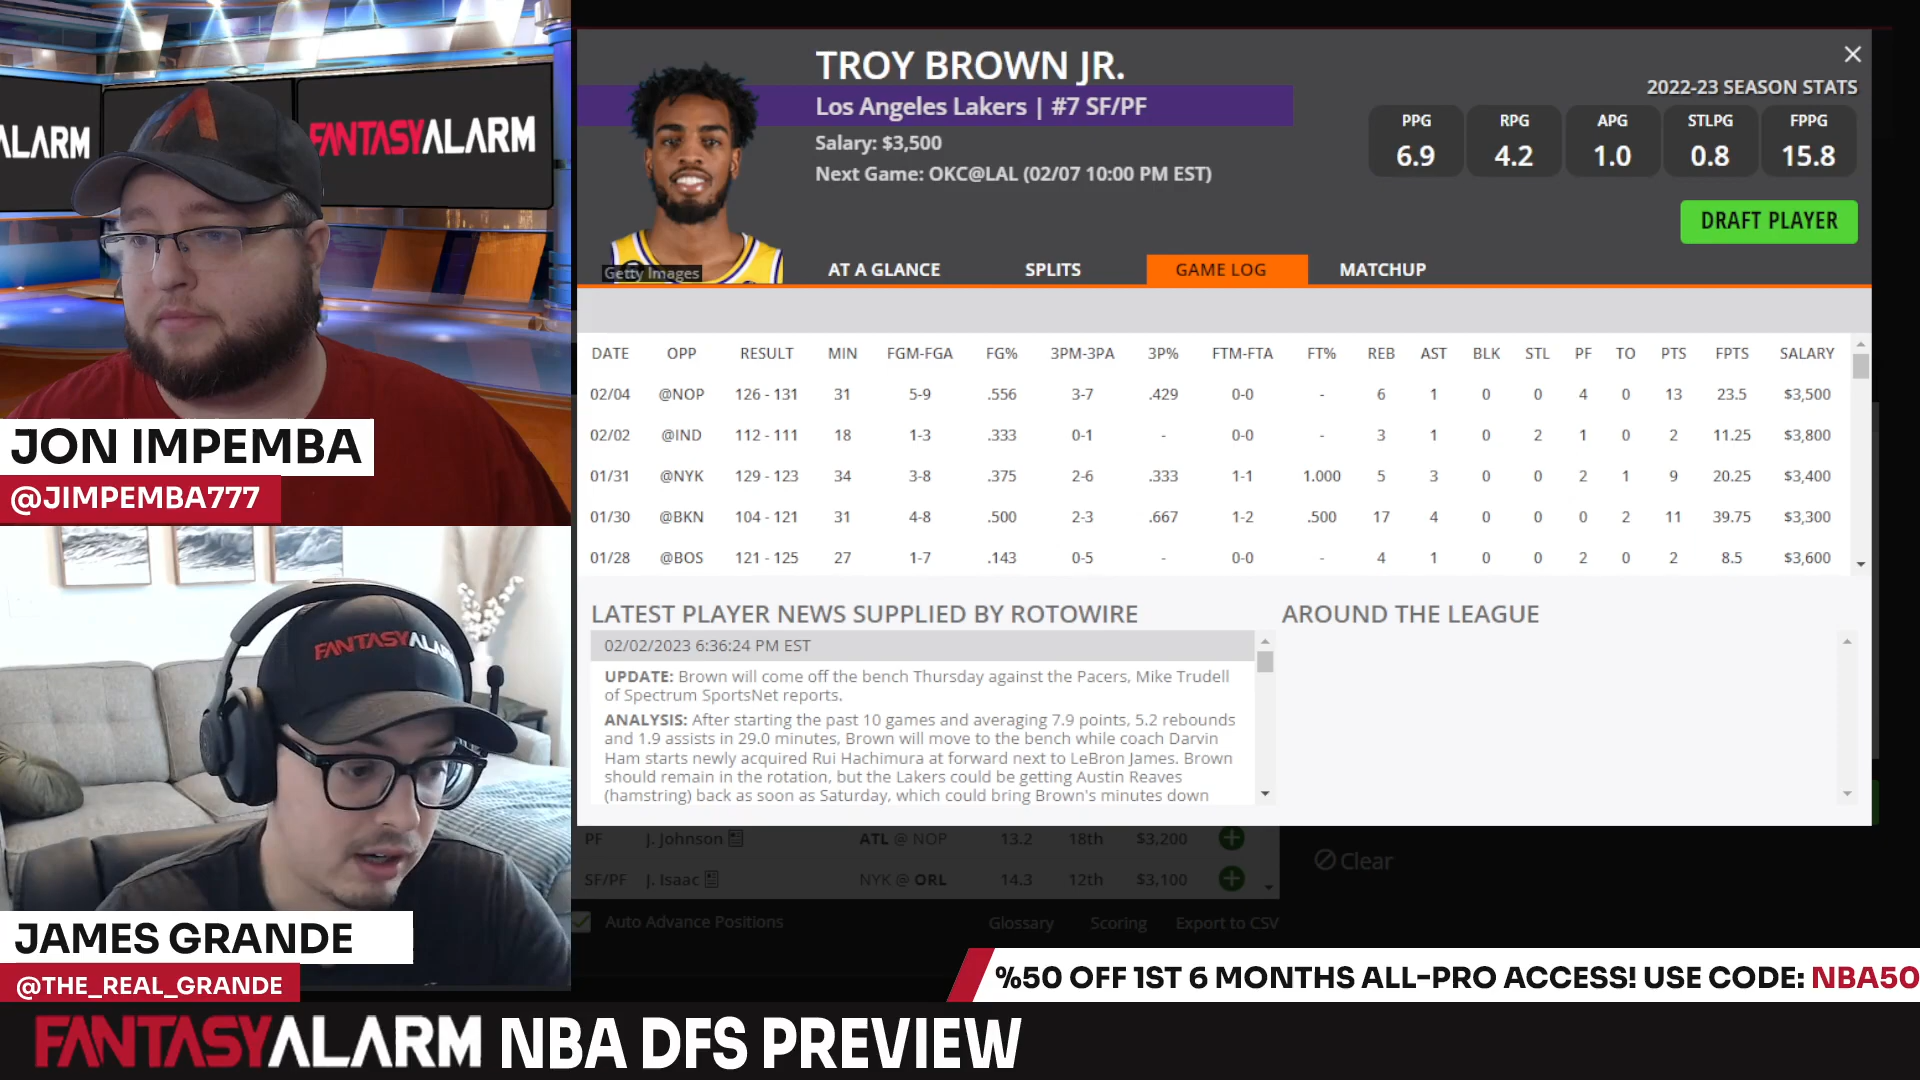 ALARM
FANTASYALARM
JON IMPEMBA
@JIMPEMBA777
FANTASYALARM
JAMES GRANDE
@THE_REAL_GRANDE
TROY BROWN JR.
Los Angeles Lakers | #7 SF/PF
Salary: $3,500
Next Game: OKC@LAL (02/07 10:00 PM EST)
Getty Images
2022-23 SEASON STATS
PPG RPG APG STLPG FPPG
6.9 4.2 1.0 0.8 15.8
DRAFT PLAYER
AT A GLANCE SPLITS GAME LOG MATCHUP
DATE OPP RESULT MIN FGM-FGA FG% 3PM-3PA 3P% FTM-FTA FT% REB AST BLK STL PF TO PTS FPTS SALARY
02/04 @NOP 126 - 131 31 5-9 .556 3-7 .429 0-0 - 6 1 0 0 4 0 13 23.5 $3,500
02/02 @IND 112 - 111 18 1-3 .333 0-1 - 0-0 - 3 1 0 2 1 0 2 11.25 $3,800
01/31 @NYK 129 - 123 34 3-8 .375 2-6 .333 1-1 1.000 5 3 0 0 2 1 9 20.25 $3,400
01/30 @BKN 104 - 121 31 4-8 .500 2-3 .667 1-2 .500 17 4 0 0 0 2 11 39.75 $3,300
01/28 @BOS 121 - 125 27 1-7 .143 0-5 - 0-0 - 4 1 0 0 2 0 2 8.5 $3,600
LATEST PLAYER NEWS SUPPLIED BY ROTOWIRE
02/02/2023 6:36:24 PM EST
UPDATE: Brown will come off the bench Thursday against the Pacers, Mike Trudell
of Spectrum SportsNet reports.
ANALYSIS: After starting the past 10 games and averaging 7.9 points, 5.2 rebounds
and 1.9 assists in 29.0 minutes, Brown will move to the bench while coach Darvin
Ham starts newly acquired Rui Hachimura at forward next to LeBron James. Brown
should remain in the rotation, but the Lakers could be getting Austin Reaves
(hamstring) back as soon as Saturday, which could bring Brown's minutes down
AROUND THE LEAGUE
PF J. Johnson ATL @ NOP 13.2 18th $3,200
SF/PF J. Isaac NYK @ ORL 14.3 12th $3,100
Clear
Auto Advance Positions Glossary Scoring Export to CSV
%50 OFF 1ST 6 MONTHS ALL-PRO ACCESS! USE CODE: NBA50
FANTASYALARM NBA DFS PREVIEW